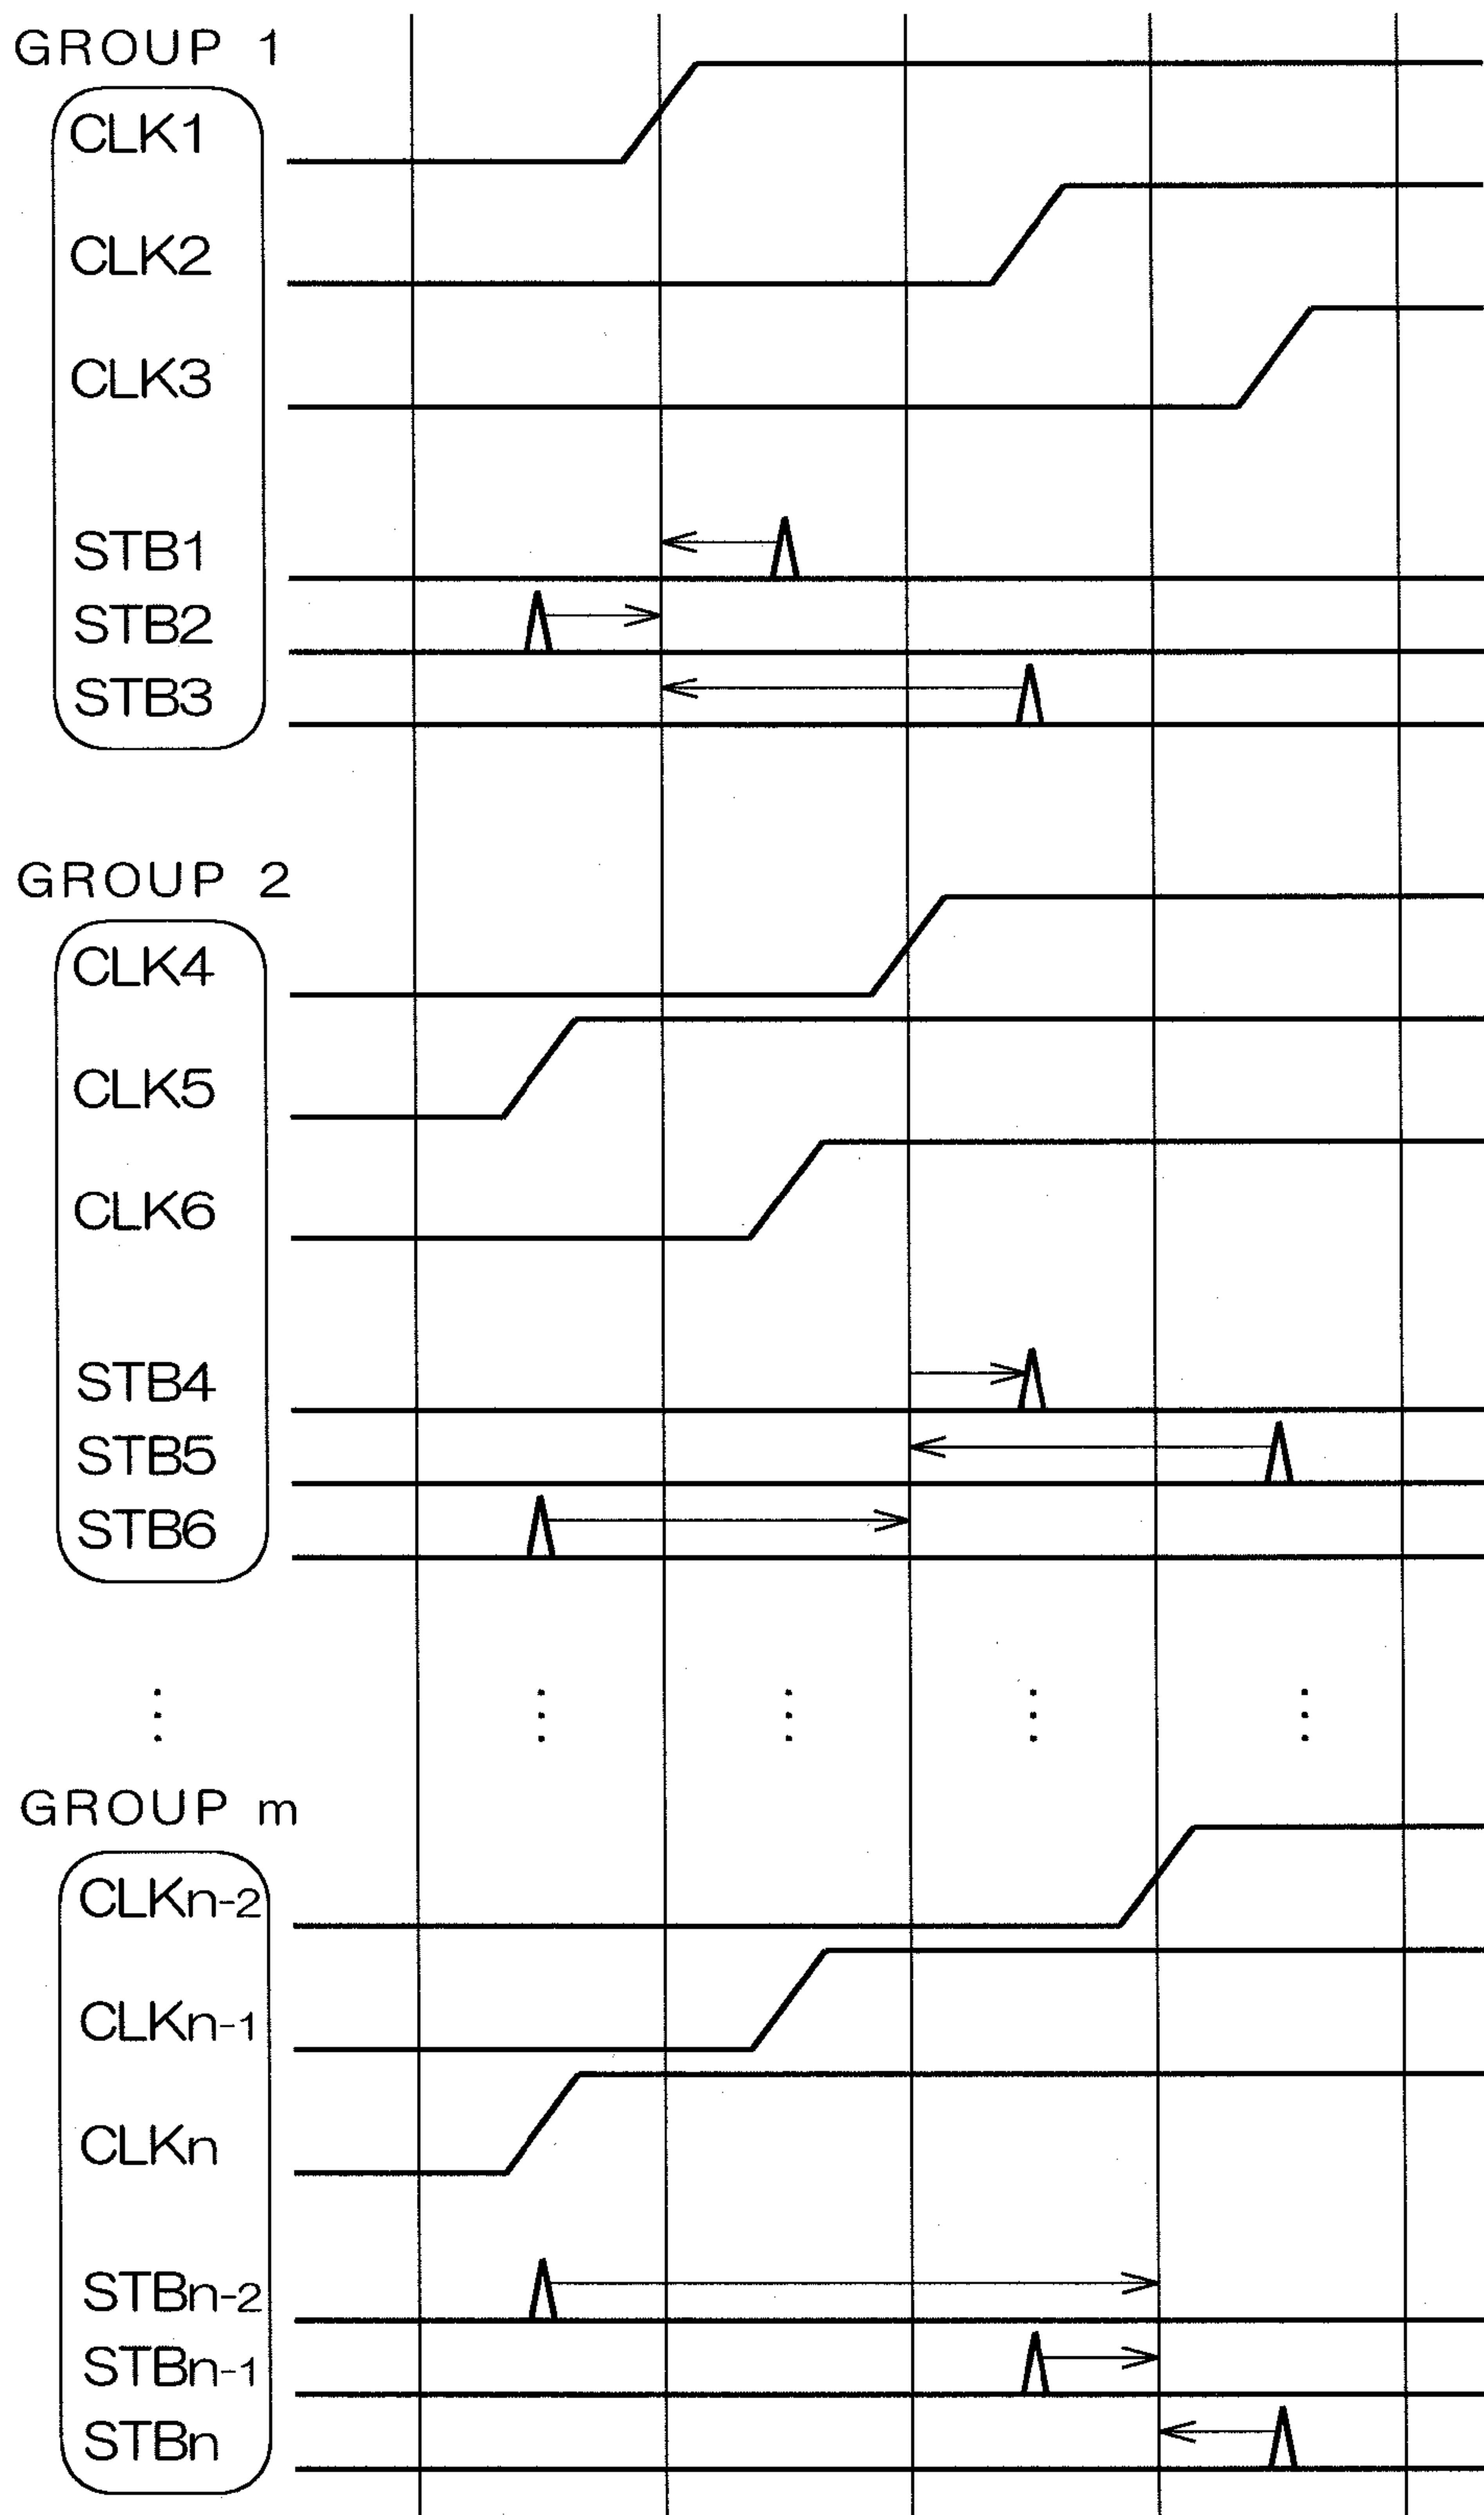 GROUP 1
CLK1
CLK2
CLK3
STB1
STB2
STB3
GROUP 2
CLK4
CLK5
CLK6
STB4
STB5
STB6
GROUP m
CLKn-2
CLKn-1
CLKn
STBn-2
STBn-1
STBn